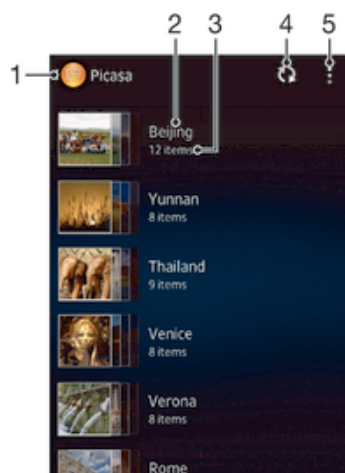 2 3 4 5
1 Picasa
Beijing
12 items
Yunnan
8 items
Thailand
9 items
Venice
8 items
Verona
8 items
Rome